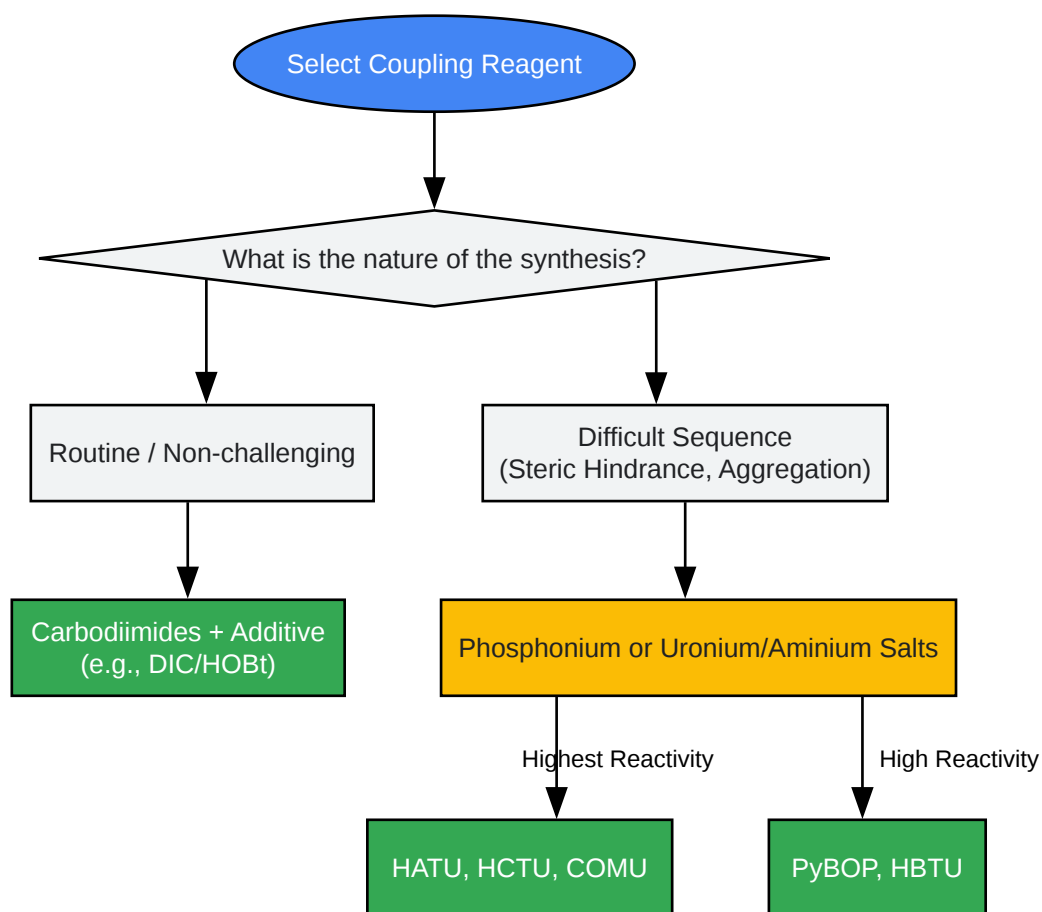 Select Coupling Reagent
What is the nature of the synthesis?
Routine / Non-challenging
Difficult Sequence
(Steric Hindrance, Aggregation)
Carbodiimides + Additive
(e.g., DIC/HOBt)
Phosphonium or Uronium/Aminium Salts
Highest Reactivity
High Reactivity
HATU, HCTU, COMU
PyBOP, HBTU